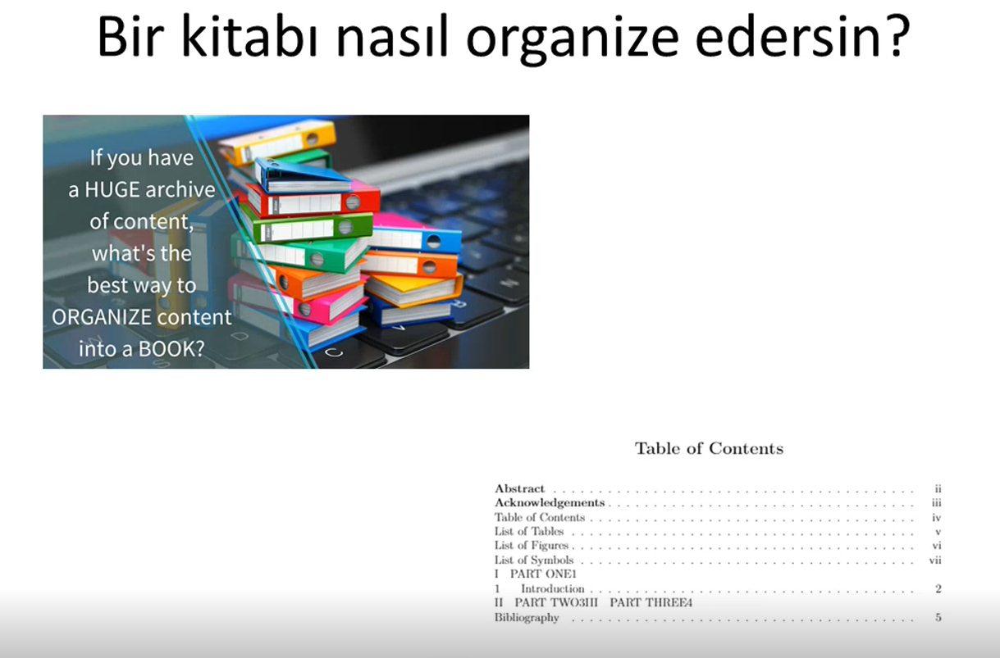 Bir kitabı nasıl organize edersin?
If you have
a HUGE archive
of content,
what's the
best way to
ORGANIZE content
into a BOOK?
Table of Contents
Abstract . . . . . . . . . . . . . . . . . . . . . . . . . . . . . . . . . . . . . . . . ii
Acknowledgements . . . . . . . . . . . . . . . . . . . . . . . . . . . . . . . . . . iii
Table of Contents . . . . . . . . . . . . . . . . . . . . . . . . . . . . . . . . . . . . iv
List of Tables . . . . . . . . . . . . . . . . . . . . . . . . . . . . . . . . . . . . . . v
List of Figures . . . . . . . . . . . . . . . . . . . . . . . . . . . . . . . . . . . . . . vi
List of Symbols . . . . . . . . . . . . . . . . . . . . . . . . . . . . . . . . . . . . . vii
I PART ONE1
1 Introduction . . . . . . . . . . . . . . . . . . . . . . . . . . . . . . . . . . . . 2
II PART TWO3III PART THREE4
Bibliography . . . . . . . . . . . . . . . . . . . . . . . . . . . . . . . . . . . . . . 5